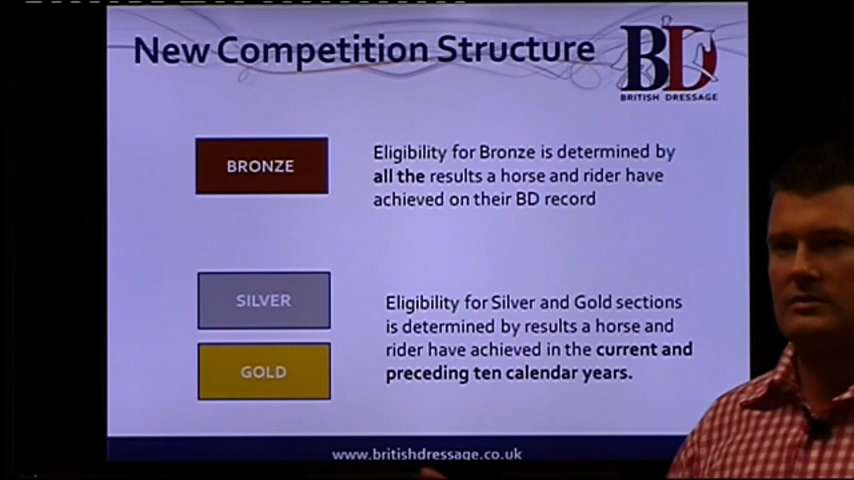 New Competition Structure
BD
BRITISH DRESSAGE
BRONZE
Eligibility for Bronze is determined by
all the results a horse and rider have
achieved on their BD record
SILVER
GOLD
Eligibility for Silver and Gold sections
is determined by results a horse and
rider have achieved in the current and
preceding ten calendar years.
www.britishdressage.co.uk